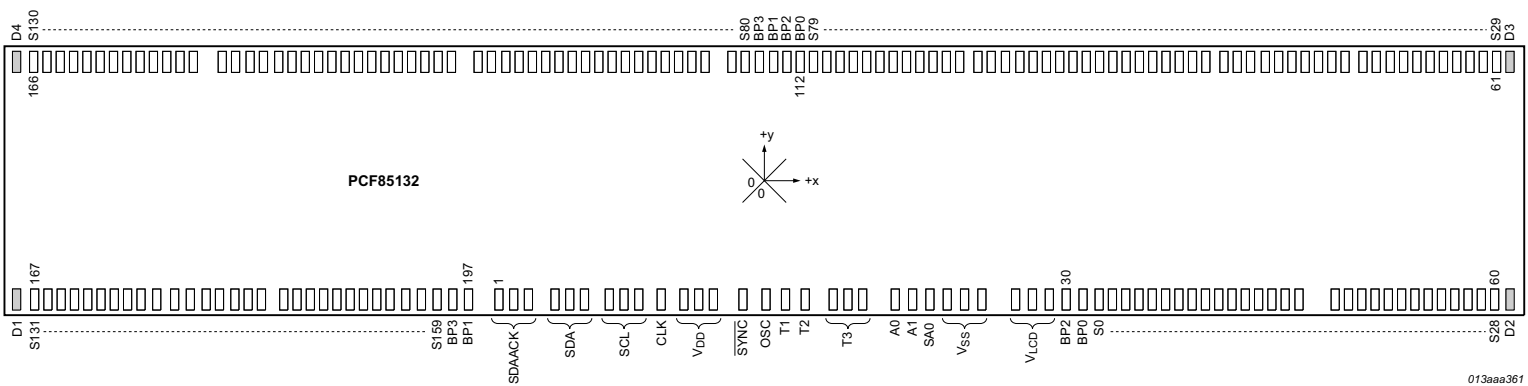 D4
S130
S80
BP3
BP1
BP2
BP0
S79
S29
D3
166
112
61
+y
PCF85132
0
0
+x
167
197
1
30
60
D1
S131
S159
BP3
BP1
SDAACK
SDA
SCL
CLK
VDD
SYNC
OSC
T1
T2
T3
A0
A1
SA0
VSS
VLCD
BP2
BP0
S0
S28
D2
013aaa361